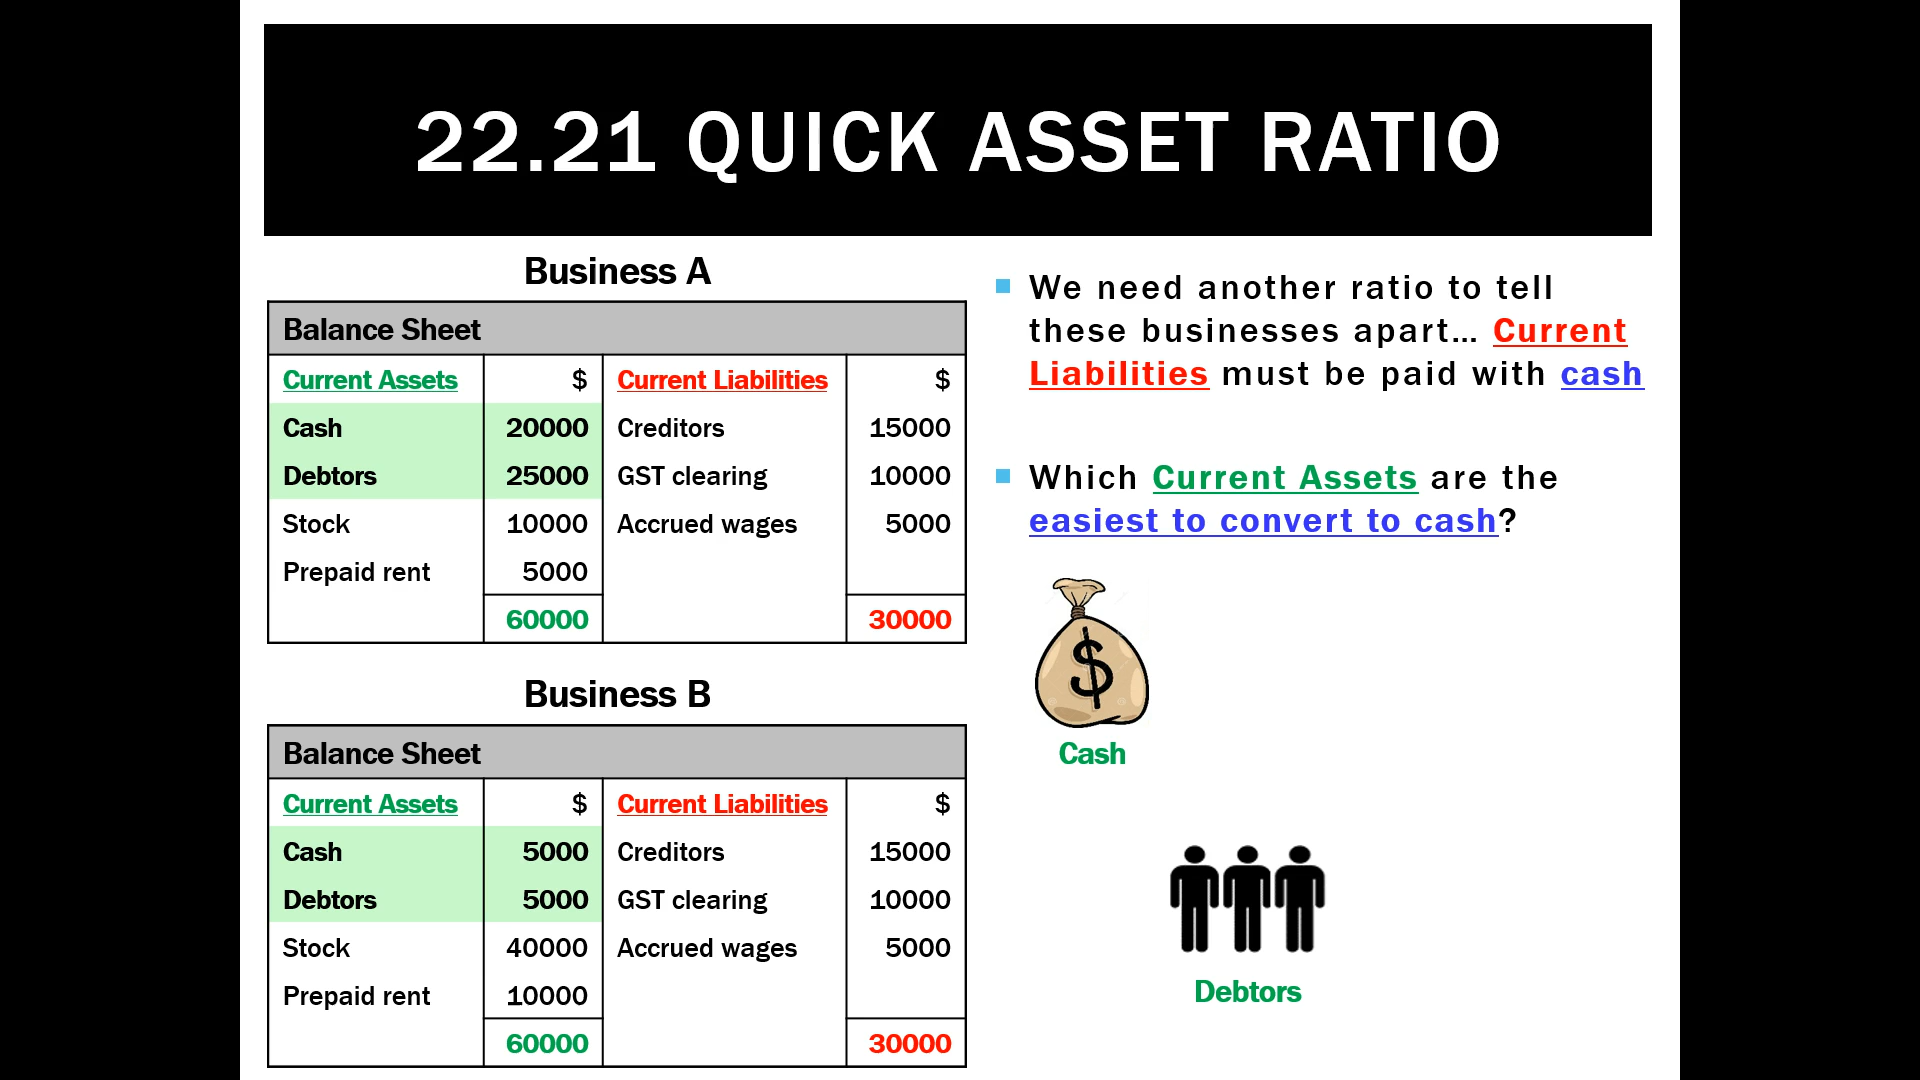 22.21 QUICK ASSET RATIO
Business A
Balance Sheet
Current Assets $ Current Liabilities $
Cash 20000 Creditors 15000
Debtors 25000 GST clearing 10000
Stock 10000 Accrued wages 5000
Prepaid rent 5000
60000 30000
Business B
Balance Sheet
Current Assets $ Current Liabilities $
Cash 5000 Creditors 15000
Debtors 5000 GST clearing 10000
Stock 40000 Accrued wages 5000
Prepaid rent 10000
60000 30000
We need another ratio to tell
these businesses apart... Current
Liabilities must be paid with cash
Which Current Assets are the
easiest to convert to cash?
$
Cash
Debtors